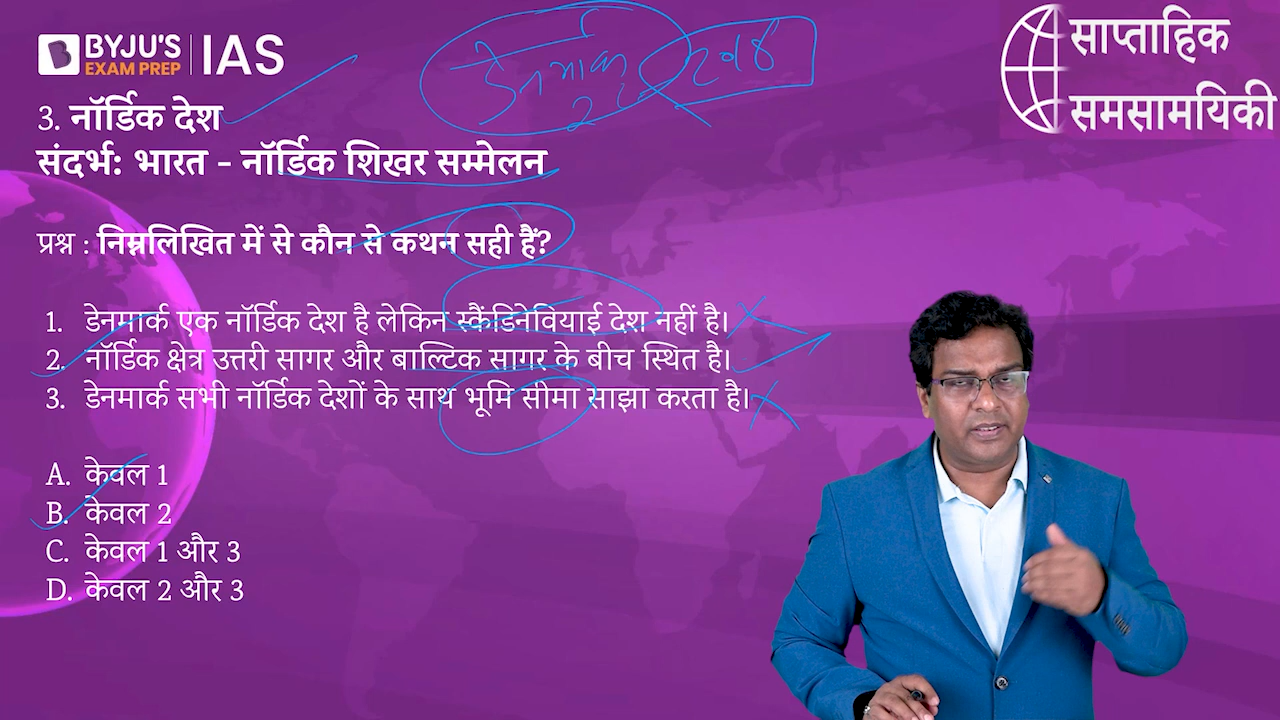 BYJU'S
EXAM PREP
IAS
साप्ताहिक
समसामयिकी
डेनमार्क
3. नॉर्डिक देश
संदर्भ: भारत – नॉर्डिक शिखर सम्मेलन
प्रश्न : निम्नलिखित में से कौन से कथन सही हैं?
1. डेनमार्क एक नॉर्डिक देश है लेकिन स्कैंडिनेवियाई देश नहीं है।
2. नॉर्डिक क्षेत्र उत्तरी सागर और बाल्टिक सागर के बीच स्थित है।
3. डेनमार्क सभी नॉर्डिक देशों के साथ भूमि सीमा साझा करता है।
A. केवल 1
B. केवल 2
C. केवल 1 और 3
D. केवल 2 और 3